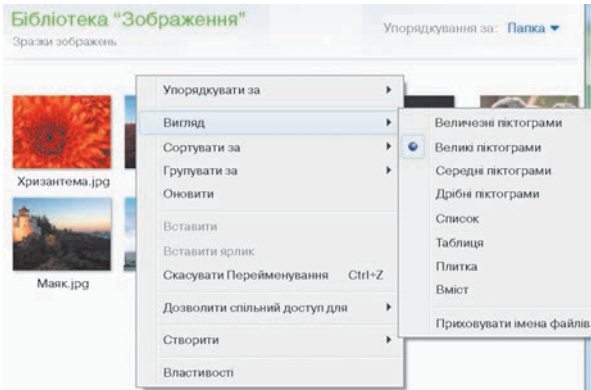 Бібліотека “Зображення”
Зразки зображень
Упорядкування за: Папка
Упорядкувати за
Вигляд
Сортувати за
Групувати за
Оновити
Вставити
Вставити ярлик
Скасувати Перейменування Ctrl+Z
Дозволити спільний доступ для
Створити
Властивості
Величезні піктограми
Великі піктограми
Середні піктограми
Дрібні піктограми
Список
Таблиця
Плитка
Вміст
Приховувати імена файлів
Хризантема.jpg
Маяк.jpg